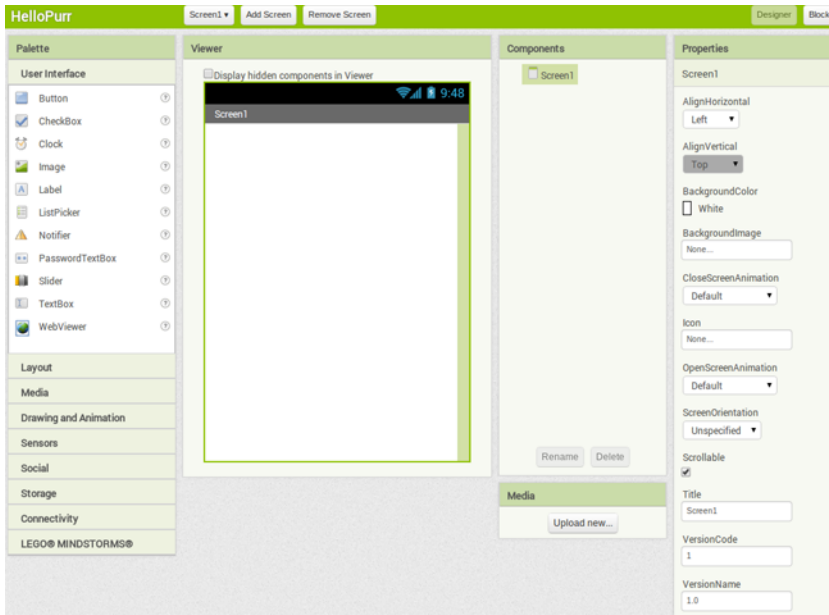 HelloPurr
Screen1 ▾ Add Screen Remove Screen
Designer Block
Palette
User Interface
Button
CheckBox
Clock
Image
Label
ListPicker
Notifier
PasswordTextBox
Slider
TextBox
WebViewer
Layout
Media
Drawing and Animation
Sensors
Social
Storage
Connectivity
LEGO® MINDSTORMS®
Viewer
Display hidden components in Viewer
9:48
Screen1
Components
Screen1
Rename Delete
Media
Upload new...
Properties
Screen1
AlignHorizontal
Left
AlignVertical
Top
BackgroundColor
White
BackgroundImage
None...
CloseScreenAnimation
Default
Icon
None...
OpenScreenAnimation
Default
ScreenOrientation
Unspecified
Scrollable
Title
Screen1
VersionCode
1
VersionName
1.0